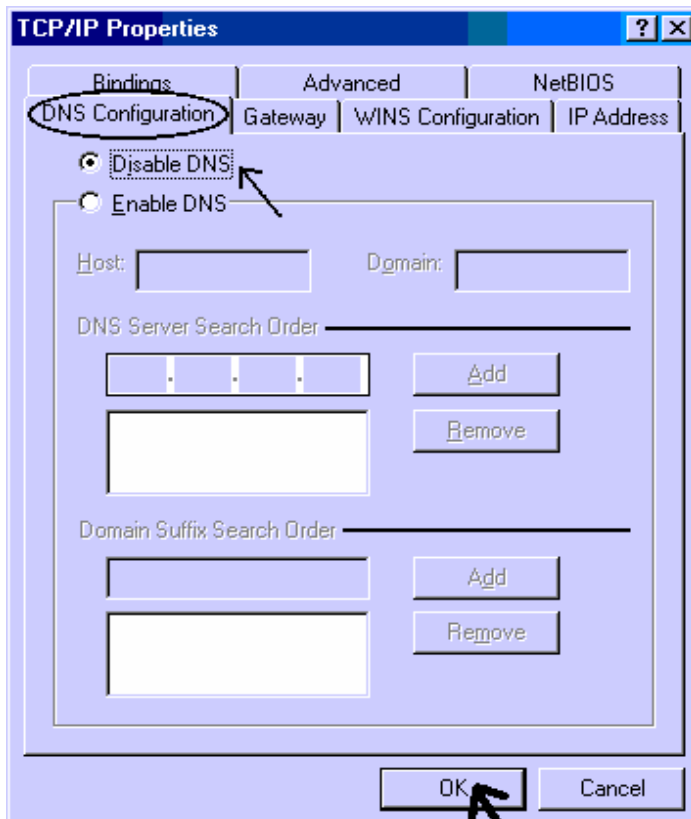 TCP/IP Properties
Bindings Advanced NetBIOS
DNS Configuration Gateway WINS Configuration IP Address
Disable DNS
Enable DNS
Host: Domain:
DNS Server Search Order
. . .
Add
Remove
Domain Suffix Search Order
Add
Remove
OK Cancel